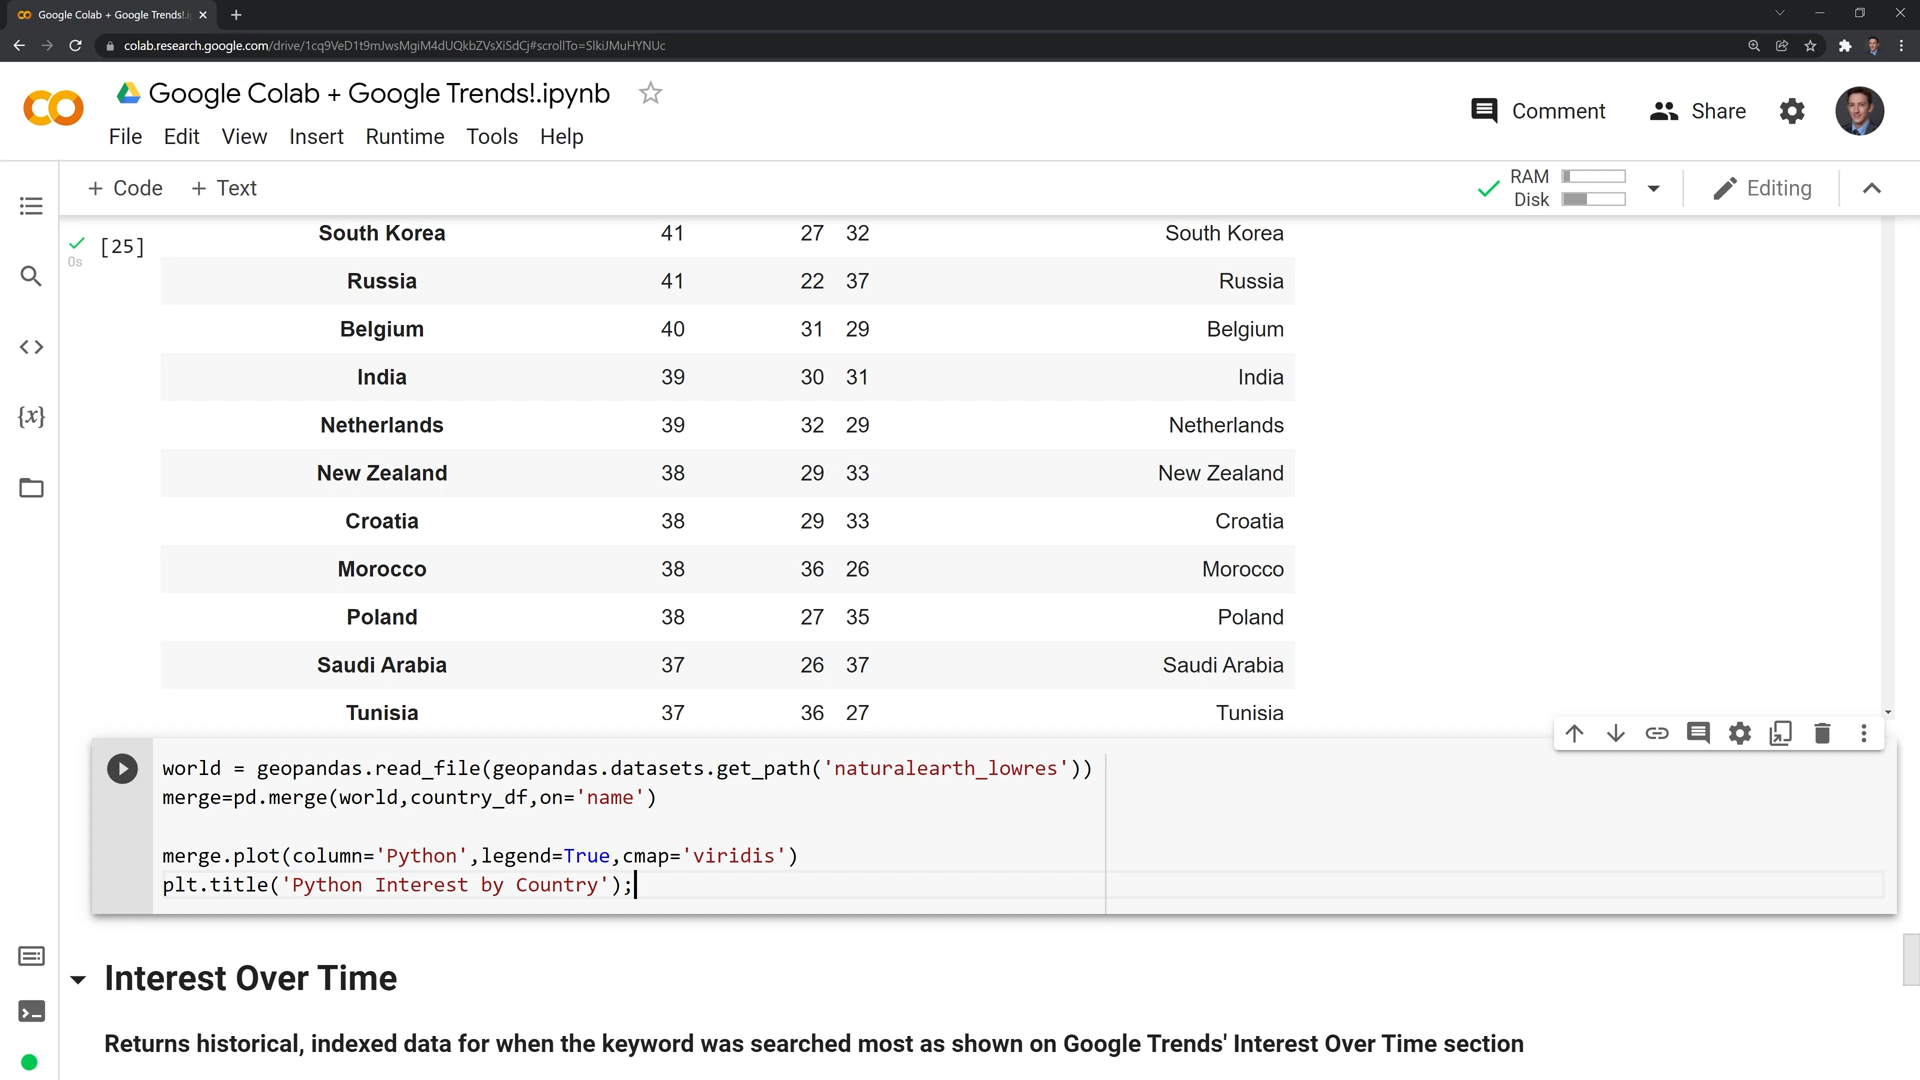 Google Colab + Google Trends!.i
colab.research.google.com/drive/1cq9VeD1t9mJwsMgiM4dUQkbZVsXiSdCj#scrollTo=SlkiJMuHYNUc
Google Colab + Google Trends!.ipynb
Comment
Share
File Edit View Insert Runtime Tools Help
+ Code + Text
RAM
Disk
Editing
[25]
0s
South Korea 41 27 32 South Korea
Russia 41 22 37 Russia
Belgium 40 31 29 Belgium
India 39 30 31 India
Netherlands 39 32 29 Netherlands
New Zealand 38 29 33 New Zealand
Croatia 38 29 33 Croatia
Morocco 38 36 26 Morocco
Poland 38 27 35 Poland
Saudi Arabia 37 26 37 Saudi Arabia
Tunisia 37 36 27 Tunisia
world = geopandas.read_file(geopandas.datasets.get_path('naturalearth_lowres'))
merge=pd.merge(world,country_df,on='name')
merge.plot(column='Python',legend=True,cmap='viridis')
plt.title('Python Interest by Country');
Interest Over Time
Returns historical, indexed data for when the keyword was searched most as shown on Google Trends' Interest Over Time section